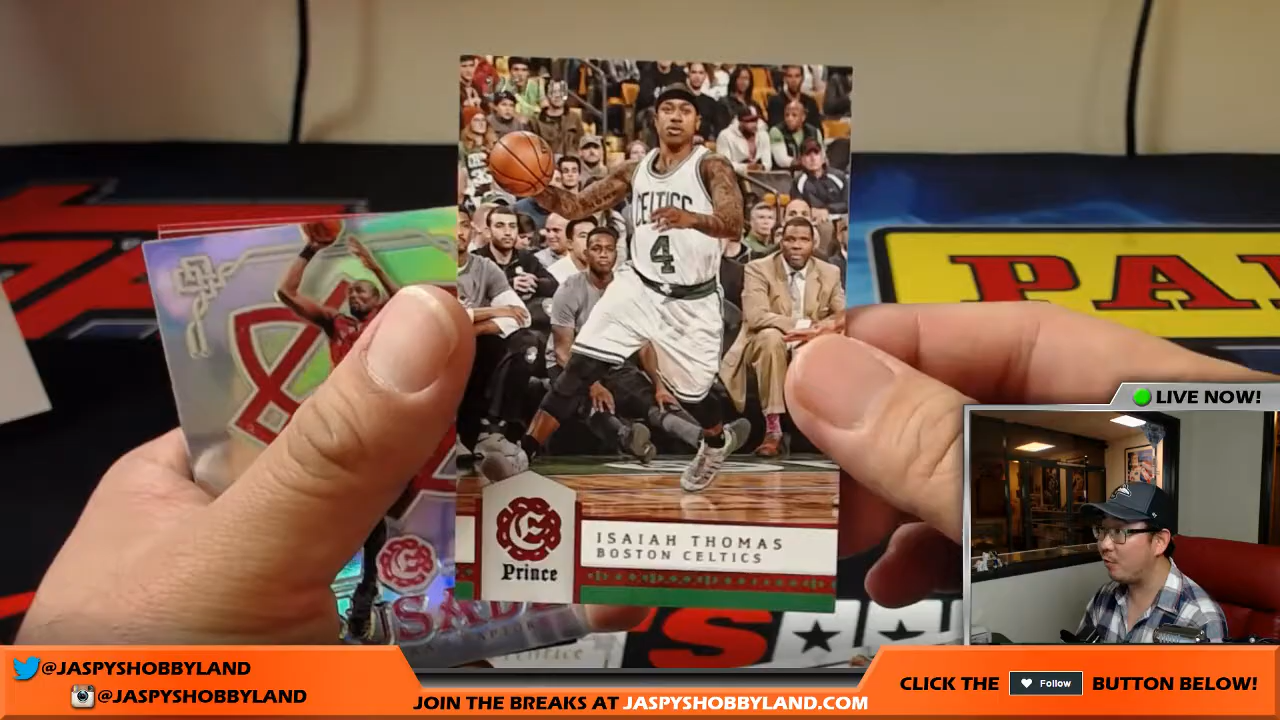 CELTICS
4
PA
ISAIAH THOMAS
BOSTON CELTICS
Prince
LIVE NOW!
@JASPYSHOBBYLAND
@JASPYSHOBBYLAND
JOIN THE BREAKS AT JASPYSHOBBYLAND.COM
CLICK THE Follow BUTTON BELOW!